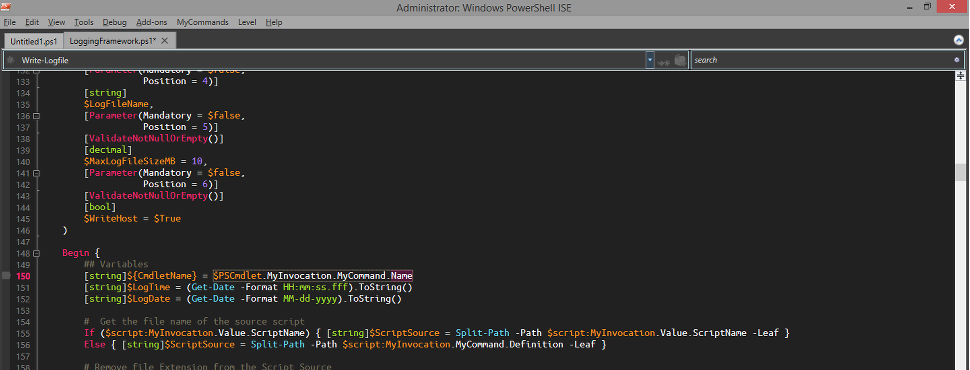 Administrator: Windows PowerShell ISE
File Edit View Tools Debug Add-ons MyCommands Level Help
Untitled1.ps1 LoggingFramework.ps1*
Write-Logfile search
132 [Parameter(Mandatory = $false,
133 Position = 4)]
134 [string]
135 $LogFileName,
136 [Parameter(Mandatory = $false,
137 Position = 5)]
138 [ValidateNotNullOrEmpty()]
139 [decimal]
140 $MaxLogFileSizeMB = 10,
141 [Parameter(Mandatory = $false,
142 Position = 6)]
143 [ValidateNotNullOrEmpty()]
144 [bool]
145 $WriteHost = $True
146 )
147
148 Begin {
149 ## Variables
150 [string]${CmdletName} = $PSCmdlet.MyInvocation.MyCommand.Name
151 [string]$LogTime = (Get-Date -Format HH:mm:ss.fff).ToString()
152 [string]$LogDate = (Get-Date -Format MM-dd-yyyy).ToString()
153
154 # Get the file name of the source script
155 If ($script:MyInvocation.Value.ScriptName) { [string]$ScriptSource = Split-Path -Path $script:MyInvocation.Value.ScriptName -Leaf }
156 Else { [string]$ScriptSource = Split-Path -Path $script:MyInvocation.MyCommand.Definition -Leaf }
157
158 # Remove file Extension from the Script Source